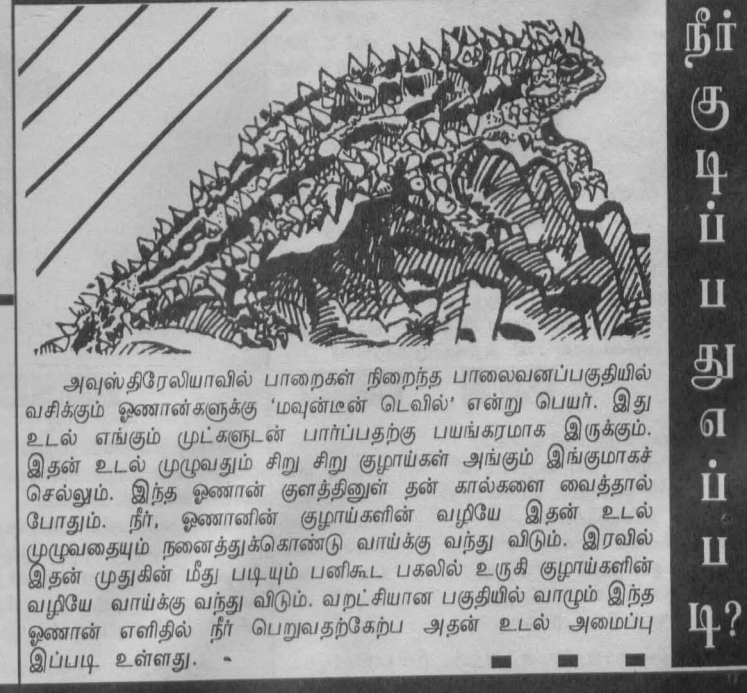 நீர் குடிப்பது எப்படி?
அவுஸ்திரேலியாவில் பாறைகள் நிறைந்த பாலைவனப்பகுதியில்
வசிக்கும் ஓணான்களுக்கு ‘மவுன்டீன் டெவில்’ என்று பெயர். இது
உடல் எங்கும் முட்களுடன் பார்ப்பதற்கு பயங்கரமாக இருக்கும்.
இதன் உடல் முழுவதும் சிறு சிறு குழாய்கள் அங்கும் இங்குமாகச்
செல்லும். இந்த ஓணான் குளத்தினுள் தன் கால்களை வைத்தால்
போதும். நீர், ஓணானின் குழாய்களின் வழியே இதன் உடல்
முழுவதையும் நனைத்துக்கொண்டு வாய்க்கு வந்து விடும். இரவில்
இதன் முதுகின் மீது படியும் பனிகூட பகலில் உருகி குழாய்களின்
வழியே வாய்க்கு வந்து விடும். வறட்சியான பகுதியில் வாழும் இந்த
ஓணான் எளிதில் நீர் பெறுவதற்கேற்ப அதன் உடல் அமைப்பு
இப்படி உள்ளது.